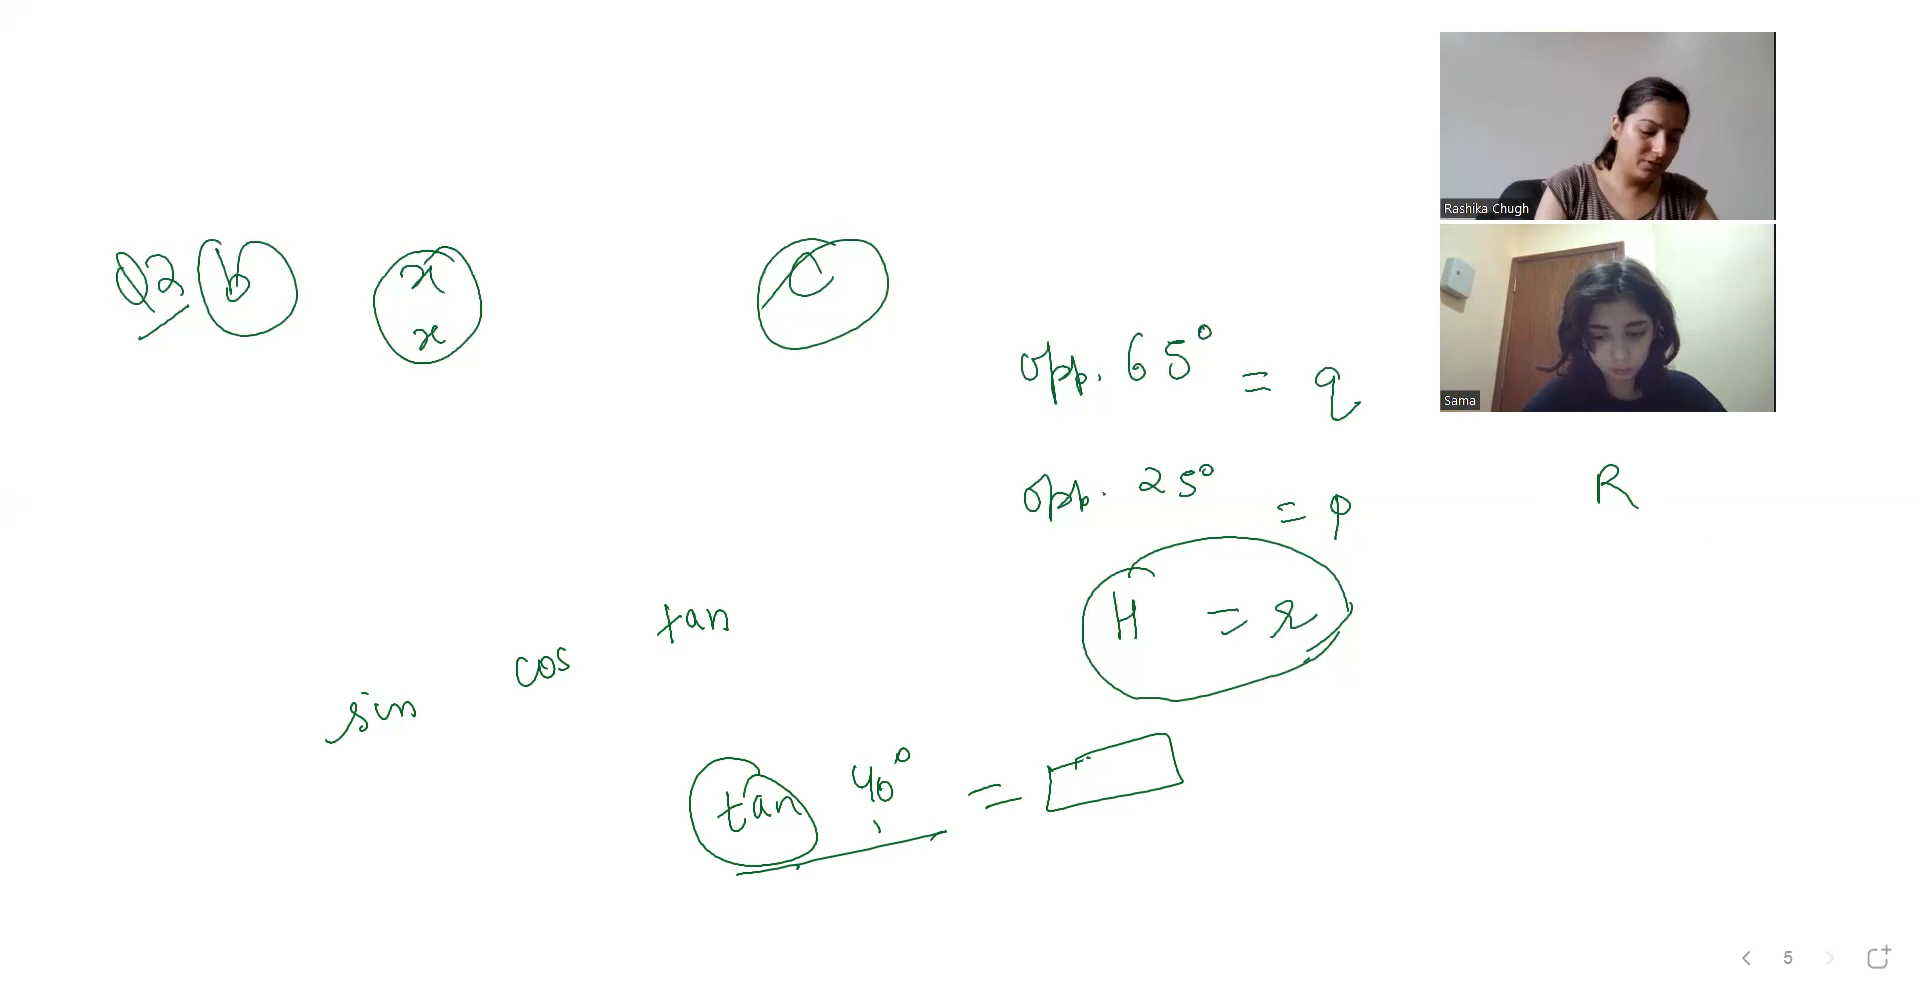 Rashika Chugh
Q2 b x c
x
opp. 65° = q
Sama
opp. 25° = p
R
H = r
sin cos tan
tan 40° =
5